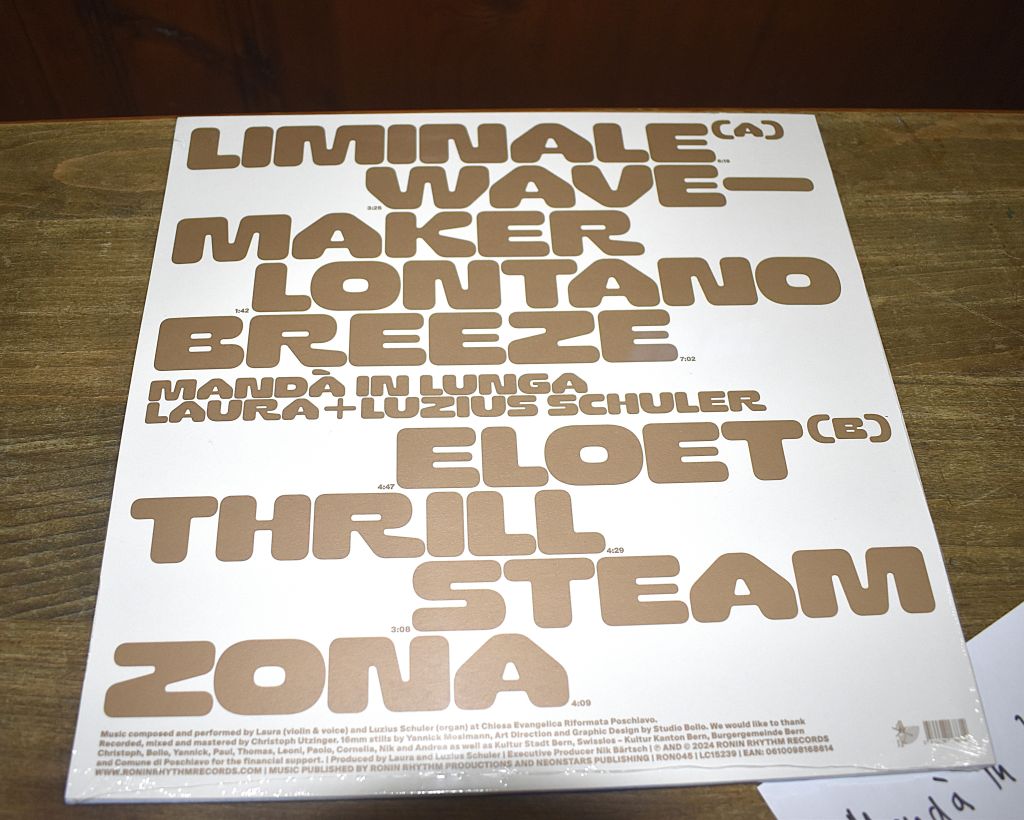 LIMINALE (A)
6:16
WAVE—
3:26
MAKER
LONTANO
1:42
BREEZE
7:02
MANDÀ IN LUNGA
LAURA+LUZIUS SCHULER
ELOET (B)
4:47
THRILL
4:29
STEAM
3:08
ZONA
4:09
Music composed and performed by Laura (violin & voice) and Luzius Schuler (organ) at Chiesa Evangelica Riformata Poschiavo.
Recorded, mixed and mastered by Christoph Utzinger. 16mm stills by Yannick Mosimann, Art Direction and Graphic Design by Studio Bollo. We would like to thank
Christoph, Bollo, Yannick, Paul, Thomas, Leoni, Paolo, Cornelia, Nik and Andrea as well as Kultur Stadt Bern, Swisslos – Kultur Kanton Bern, Burgergemeinde Bern
and Comune di Poschiavo for the financial support. | Produced by Laura and Luzius Schuler | Executive Producer Nik Bärtsch | ℗ AND © 2024 RONIN RHYTHM RECORDS
WWW.RONINRHYTHMRECORDS.COM | MUSIC PUBLISHED BY RONIN RHYTHM PRODUCTIONS AND NEONSTARS PUBLISHING | RON045 | LC15239 | EAN: 0610098168814
Mandà in